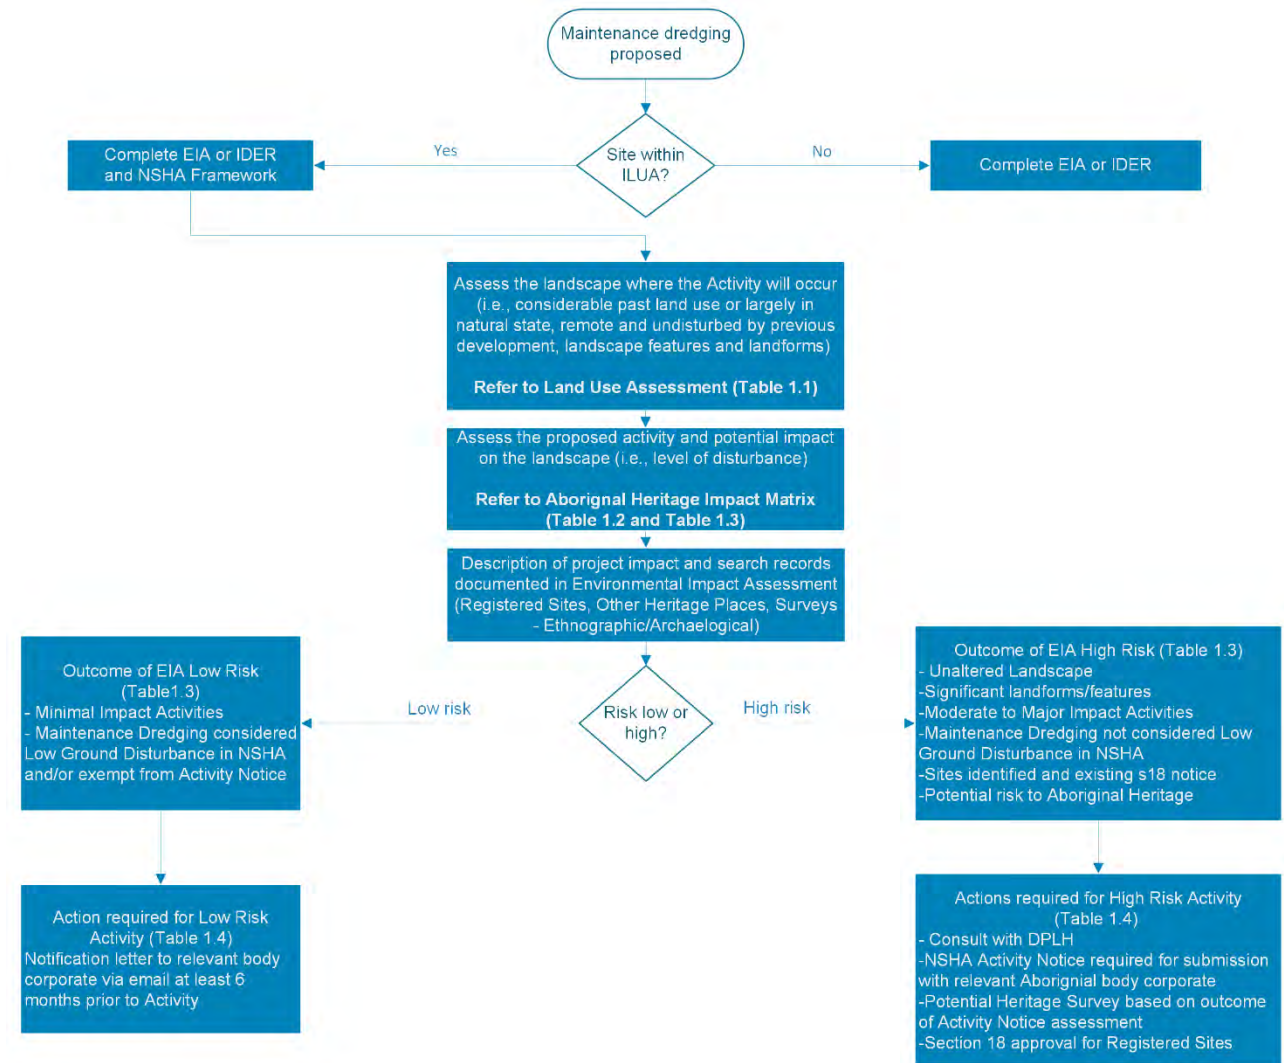 Maintenance dredging
proposed
Site within
ILUA?
Yes
No
Complete EIA or IDER
and NSHA Framework
Complete EIA or IDER
Assess the landscape where the Activity will occur
(i.e., considerable past land use or largely in
natural state, remote and undisturbed by previous
development, landscape features and landforms)
Refer to Land Use Assessment (Table 1.1)
Assess the proposed activity and potential impact
on the landscape (i.e., level of disturbance)
Refer to Aborignal Heritage Impact Matrix
(Table 1.2 and Table 1.3)
Description of project impact and search records
documented in Environmental Impact Assessment
(Registered Sites, Other Heritage Places, Surveys
- Ethnographic/Archaelogical)
Risk low or
high?
Low risk
High risk
Outcome of EIA Low Risk
(Table1.3)
- Minimal Impact Activities
- Maintenance Dredging considered
Low Ground Disturbance in NSHA
and/or exempt from Activity Notice
Outcome of EIA High Risk (Table 1.3)
- Unaltered Landscape
-Significant landforms/features
-Moderate to Major Impact Activities
-Maintenance Dredging not considered Low
Ground Disturbance in NSHA
-Sites identified and existing s18 notice
-Potential risk to Aboriginal Heritage
Action required for Low Risk
Activity (Table 1.4)
Notification letter to relevant body
corporate via email at least 6
months prior to Activity
Actions required for High Risk Activity
(Table 1.4)
- Consult with DPLH
-NSHA Activity Notice required for submission
with relevant Aborignial body corporate
-Potential Heritage Survey based on outcome
of Activity Notice assessment
-Section 18 approval for Registered Sites